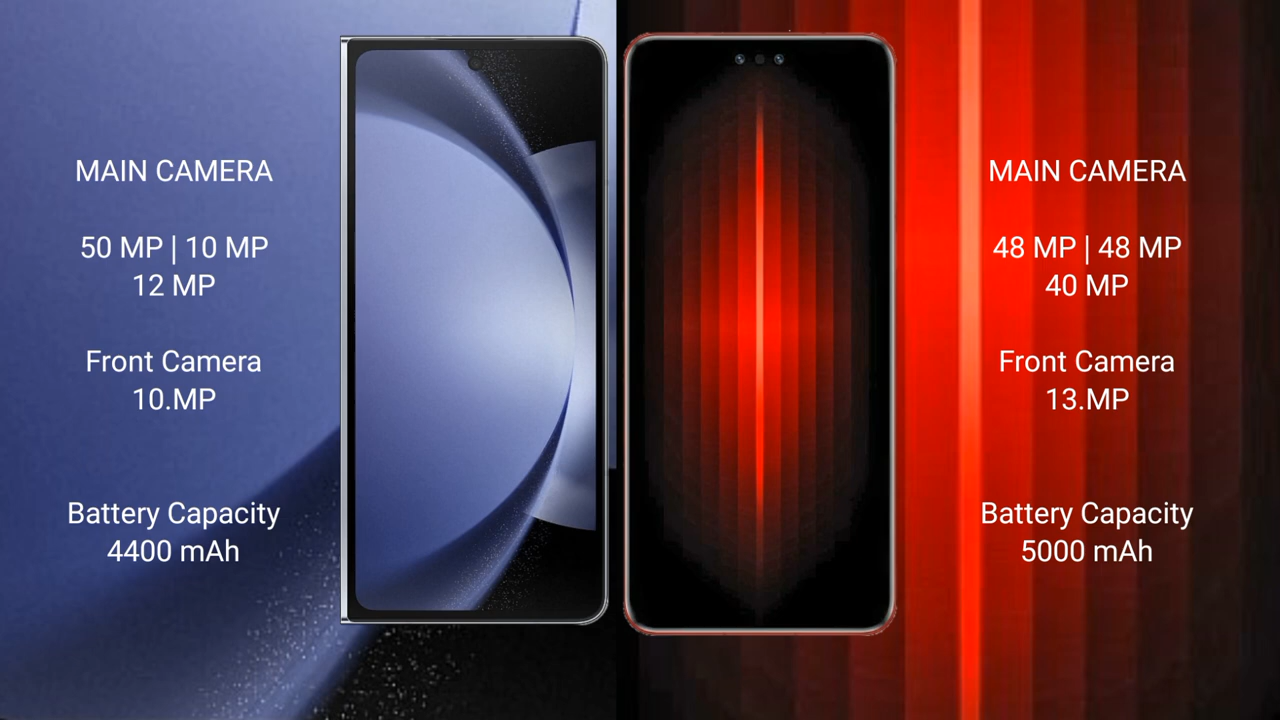 MAIN CAMERA
50 MP | 10 MP
12 MP
Front Camera
10.MP
Battery Capacity
4400 mAh
MAIN CAMERA
48 MP | 48 MP
40 MP
Front Camera
13.MP
Battery Capacity
5000 mAh